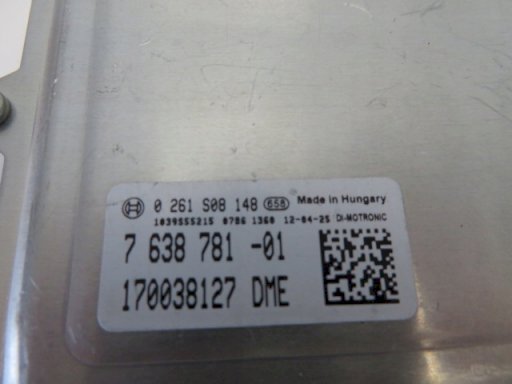 0 261 S08 148 658 Made in Hungary
1039S55215 0786 1360 12-04-25 DI-MOTRONIC
7 638 781 -01
170038127 DME